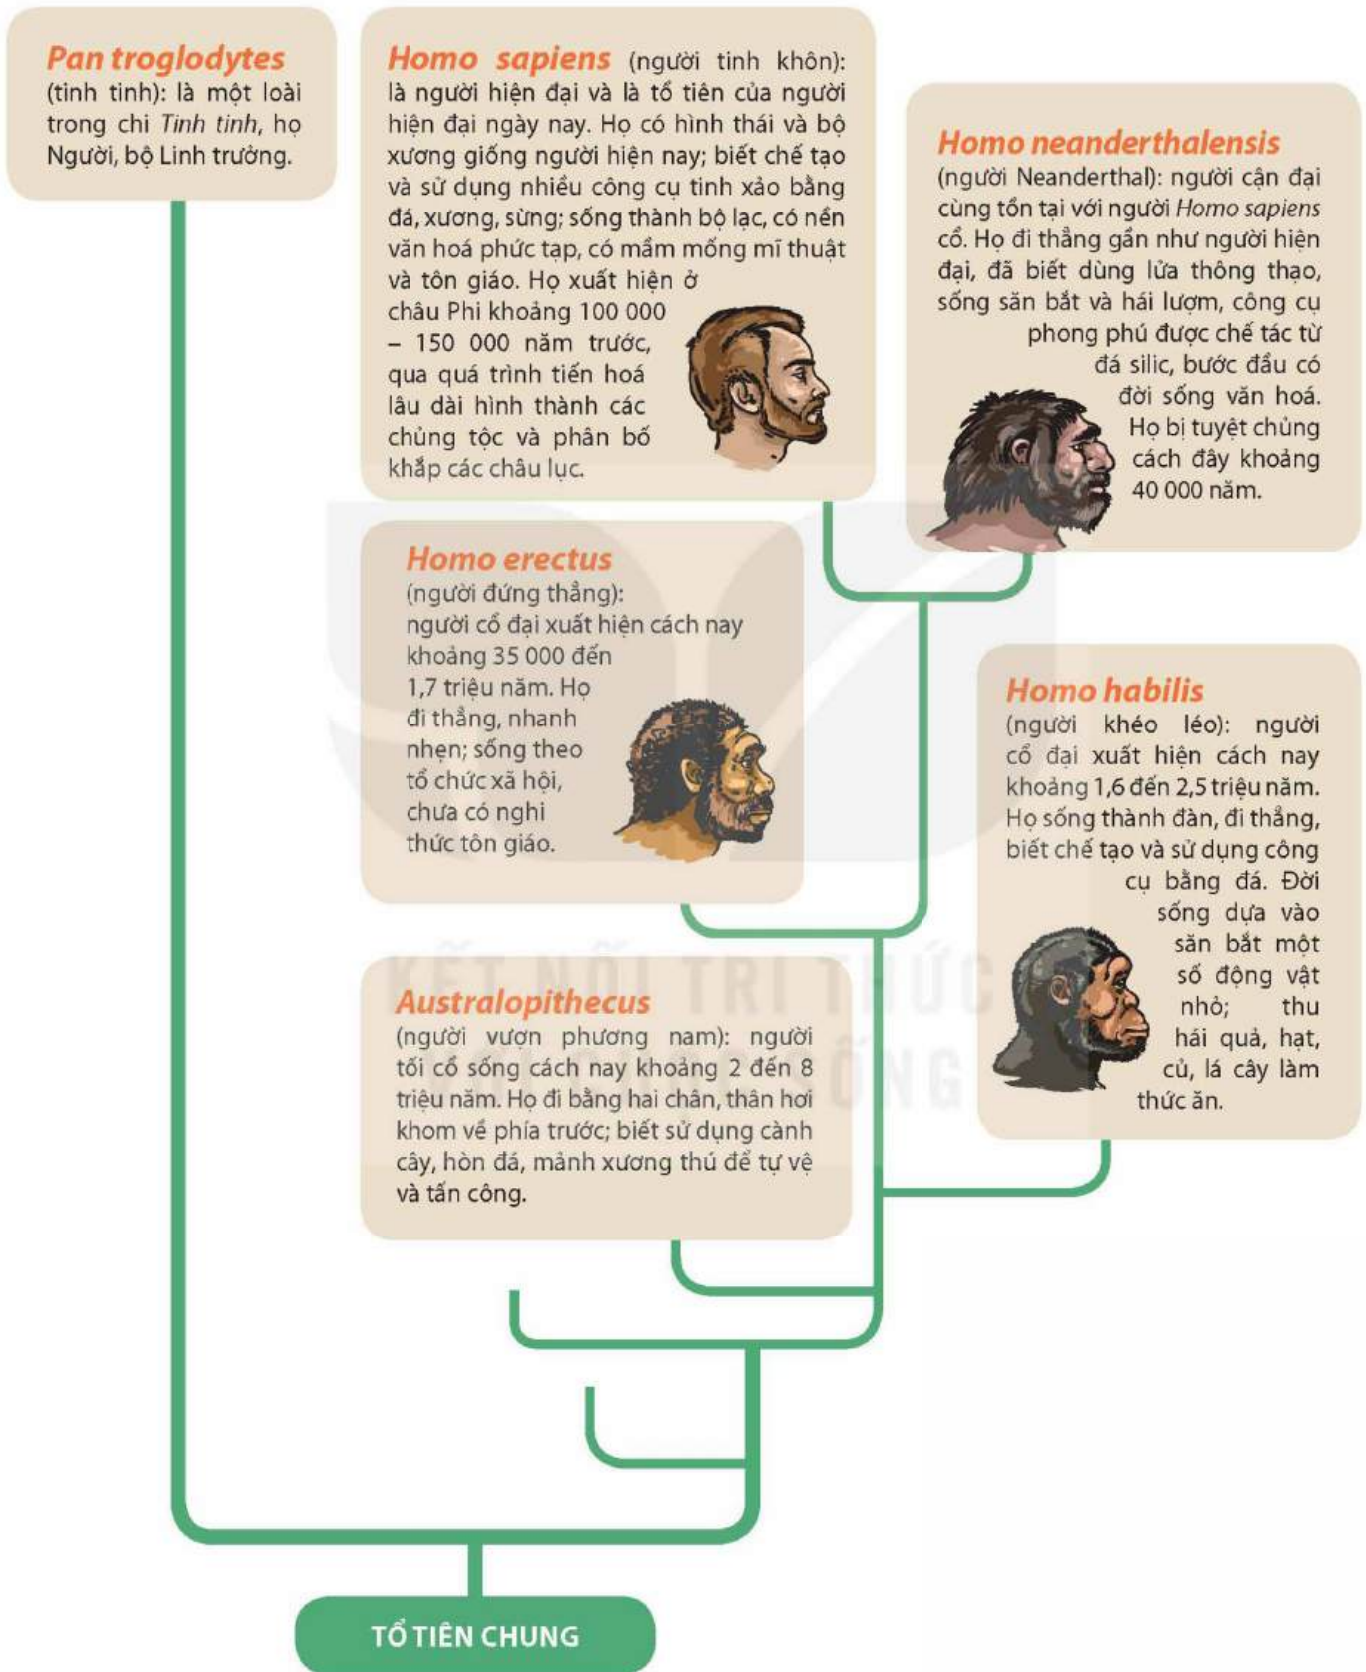 Pan troglodytes
(tinh tinh): là một loài
trong chi Tinh tinh, họ
Người, bộ Linh trưởng.
Homo sapiens (người tinh khôn):
là người hiện đại và là tổ tiên của người
hiện đại ngày nay. Họ có hình thái và bộ
xương giống người hiện nay; biết chế tạo
và sử dụng nhiều công cụ tinh xảo bằng
đá, xương, sừng; sống thành bộ lạc, có nền
văn hoá phức tạp, có mầm mống mĩ thuật
và tôn giáo. Họ xuất hiện ở
châu Phi khoảng 100 000
– 150 000 năm trước,
qua quá trình tiến hoá
lâu dài hình thành các
chủng tộc và phân bố
khắp các châu lục.
Homo neanderthalensis
(người Neanderthal): người cận đại
cùng tồn tại với người Homo sapiens
cổ. Họ đi thẳng gần như người hiện
đại, đã biết dùng lửa thông thạo,
sống săn bắt và hái lượm, công cụ
phong phú được chế tác từ
đá silic, bước đầu có
đời sống văn hoá.
Họ bị tuyệt chủng
cách đây khoảng
40 000 năm.
Homo erectus
(người đứng thẳng):
người cổ đại xuất hiện cách nay
khoảng 35 000 đến
1,7 triệu năm. Họ
đi thẳng, nhanh
nhẹn; sống theo
tổ chức xã hội,
chưa có nghi
thức tôn giáo.
Homo habilis
(người khéo léo): người
cổ đại xuất hiện cách nay
khoảng 1,6 đến 2,5 triệu năm.
Họ sống thành đàn, đi thẳng,
biết chế tạo và sử dụng công
cụ bằng đá. Đời
sống dựa vào
săn bắt một
số động vật
nhỏ; thu
hái quả, hạt,
củ, lá cây làm
thức ăn.
Australopithecus
(người vượn phương nam): người
tối cổ sống cách nay khoảng 2 đến 8
triệu năm. Họ đi bằng hai chân, thân hơi
khom về phía trước; biết sử dụng cành
cây, hòn đá, mảnh xương thú để tự vệ
và tấn công.
KẾT NỐI TRI THỨC
TỔ TIÊN CHUNG